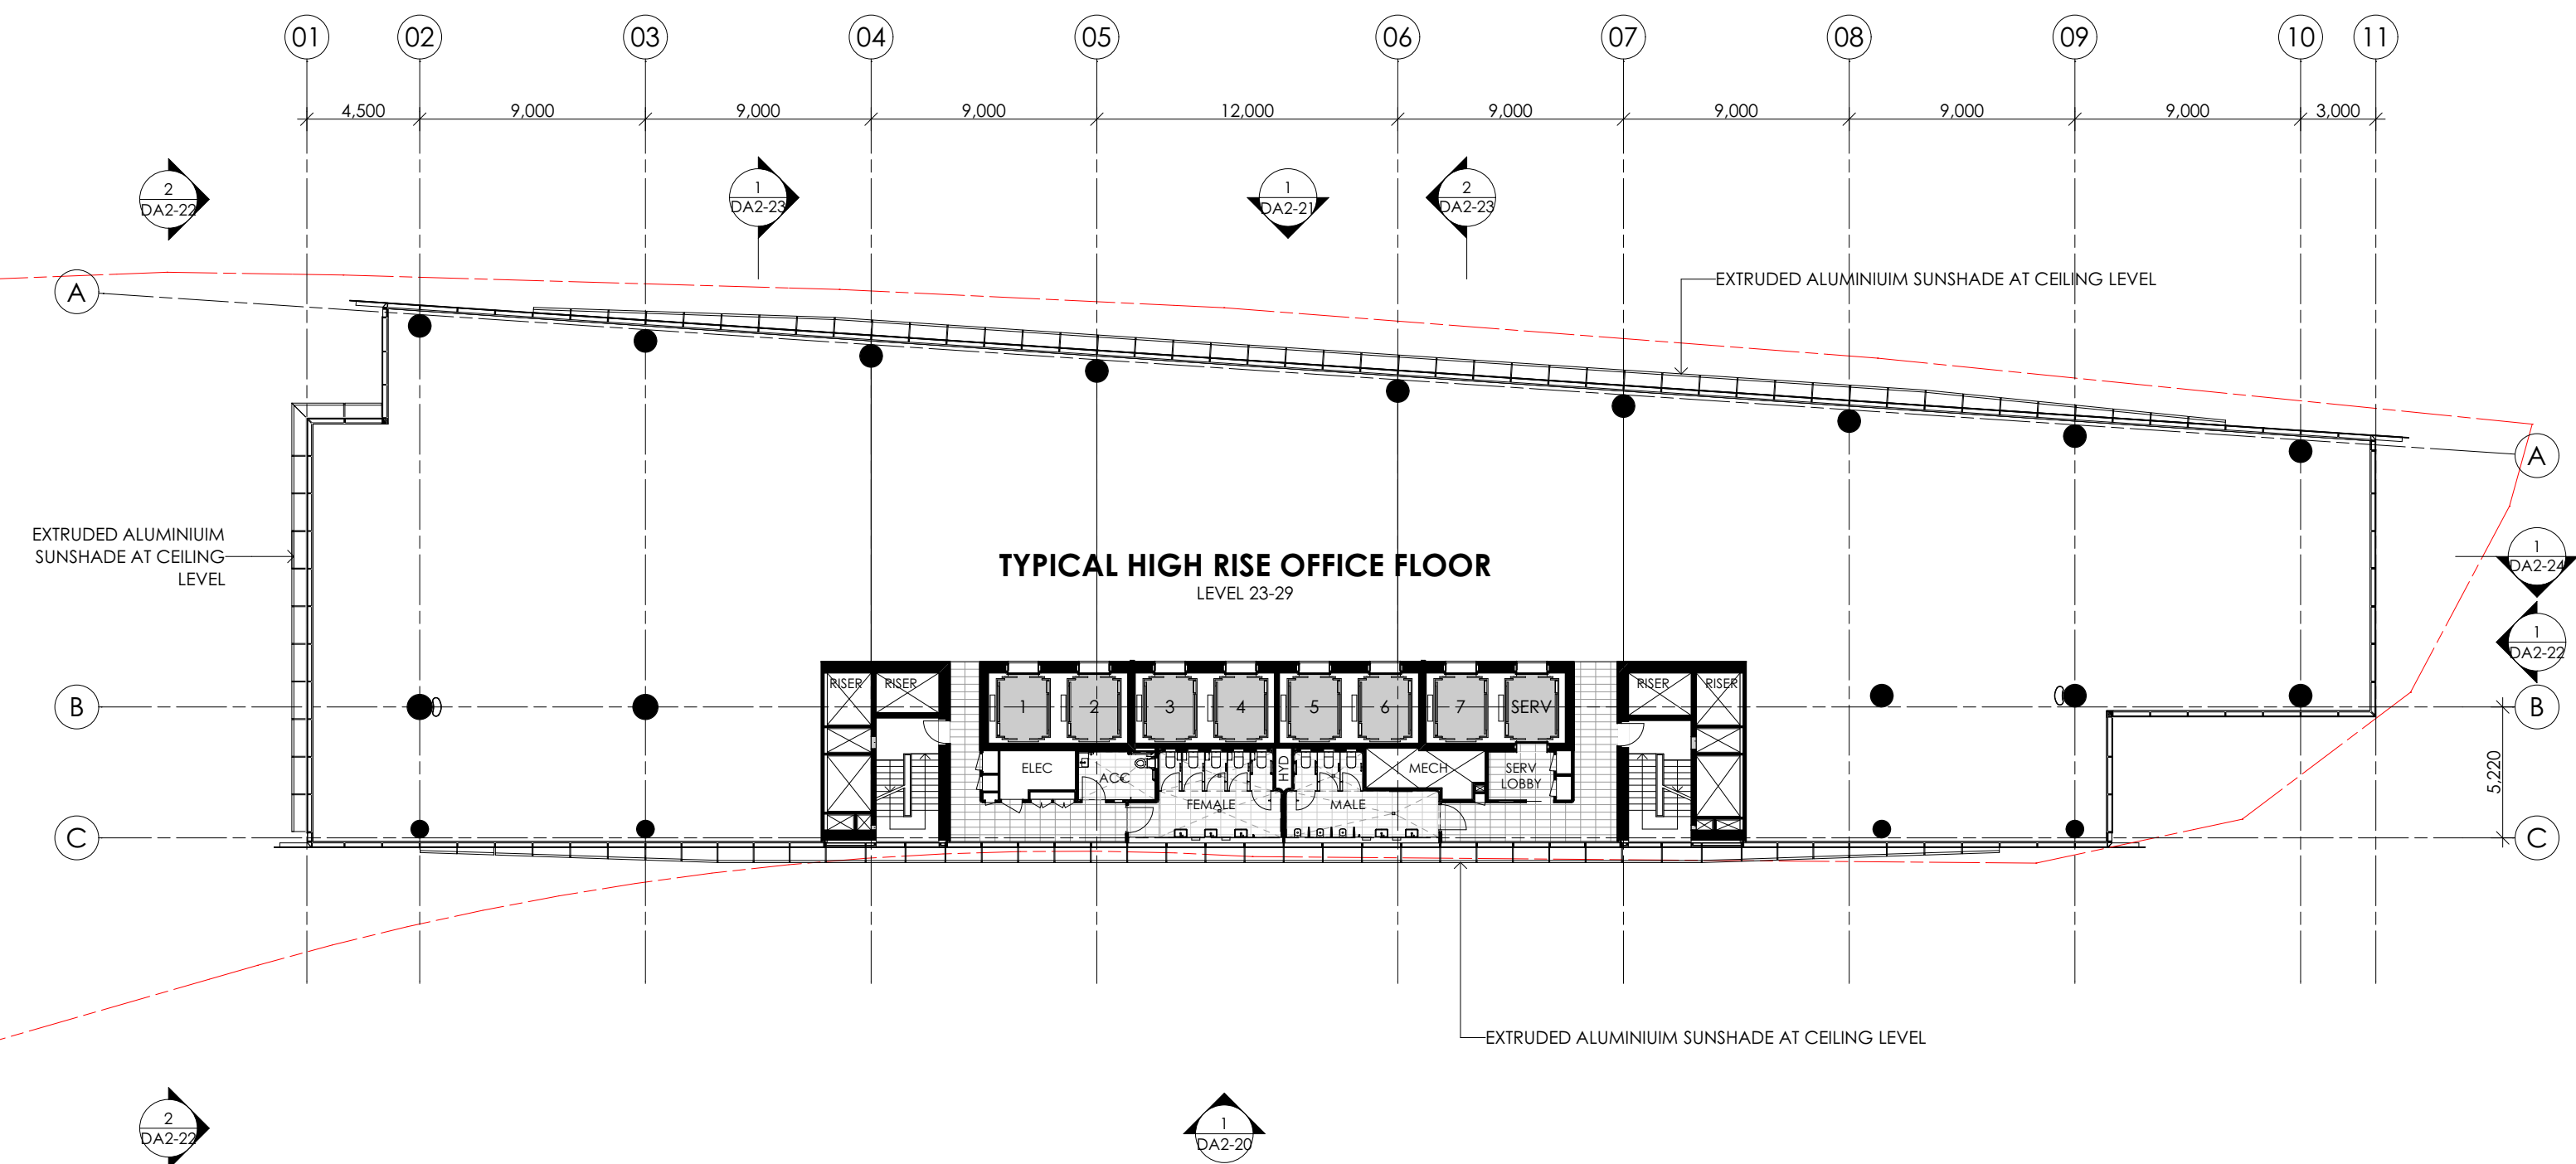 01 02 03 04 05 06 07 08 09 10 11
4,500 9,000 9,000 9,000 12,000 9,000 9,000 9,000 9,000 3,000
2
DA2-22
1
DA2-23
1
DA2-21
2
DA2-23
A
EXTRUDED ALUMINIUIM SUNSHADE AT CEILING LEVEL
A
EXTRUDED ALUMINIUIM
SUNSHADE AT CEILING
LEVEL
TYPICAL HIGH RISE OFFICE FLOOR
LEVEL 23-29
1
DA2-24
1
DA2-22
RISER RISER RISER RISER
B 1 2 3 4 5 6 7 SERV B
ELEC ACC HYD MECH SERV
LOBBY
FEMALE MALE
5,220
C C
EXTRUDED ALUMINIUIM SUNSHADE AT CEILING LEVEL
2
DA2-22
1
DA2-20